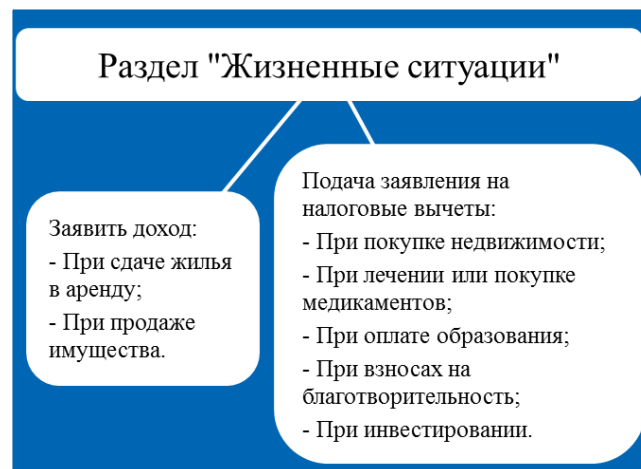 Раздел "Жизненные ситуации"
Заявить доход:
- При сдаче жилья
в аренду;
- При продаже
имущества.
Подача заявления на
налоговые вычеты:
- При покупке недвижимости;
- При лечении или покупке
медикаментов;
- При оплате образования;
- При взносах на
благотворительность;
- При инвестировании.